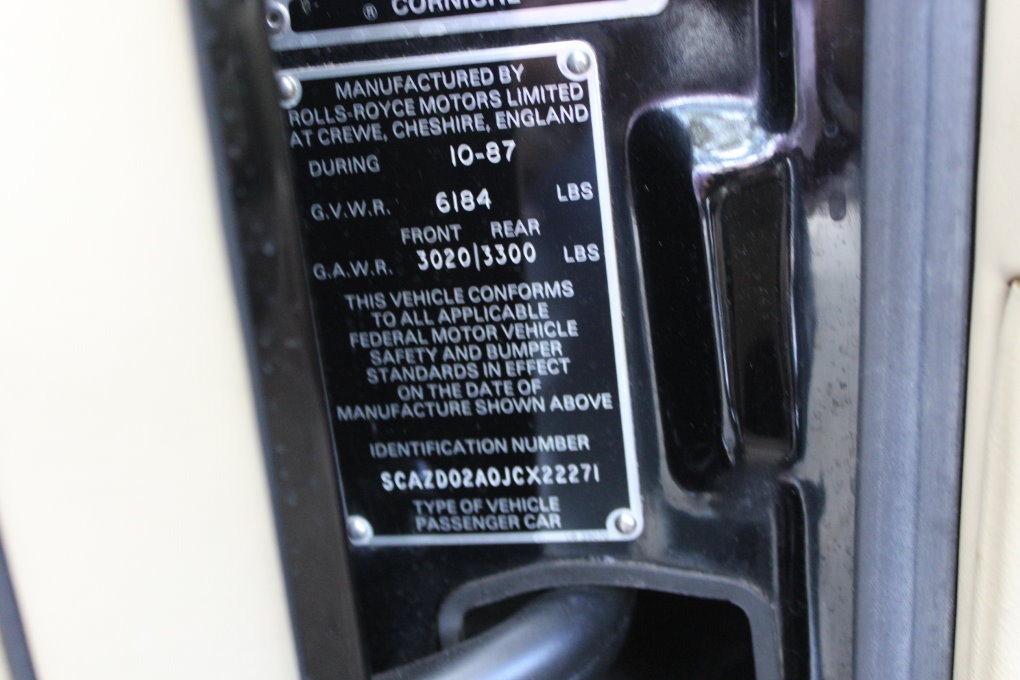 ® CORNICHE
MANUFACTURED BY
ROLLS-ROYCE MOTORS LIMITED
AT CREWE, CHESHIRE, ENGLAND
DURING 10-87
G.V.W.R. 6184 LBS
FRONT REAR
G.A.W.R. 3020|3300 LBS
THIS VEHICLE CONFORMS
TO ALL APPLICABLE
FEDERAL MOTOR VEHICLE
SAFETY AND BUMPER
STANDARDS IN EFFECT
ON THE DATE OF
MANUFACTURE SHOWN ABOVE
IDENTIFICATION NUMBER
SCAZD02A0JCX22271
TYPE OF VEHICLE
PASSENGER CAR